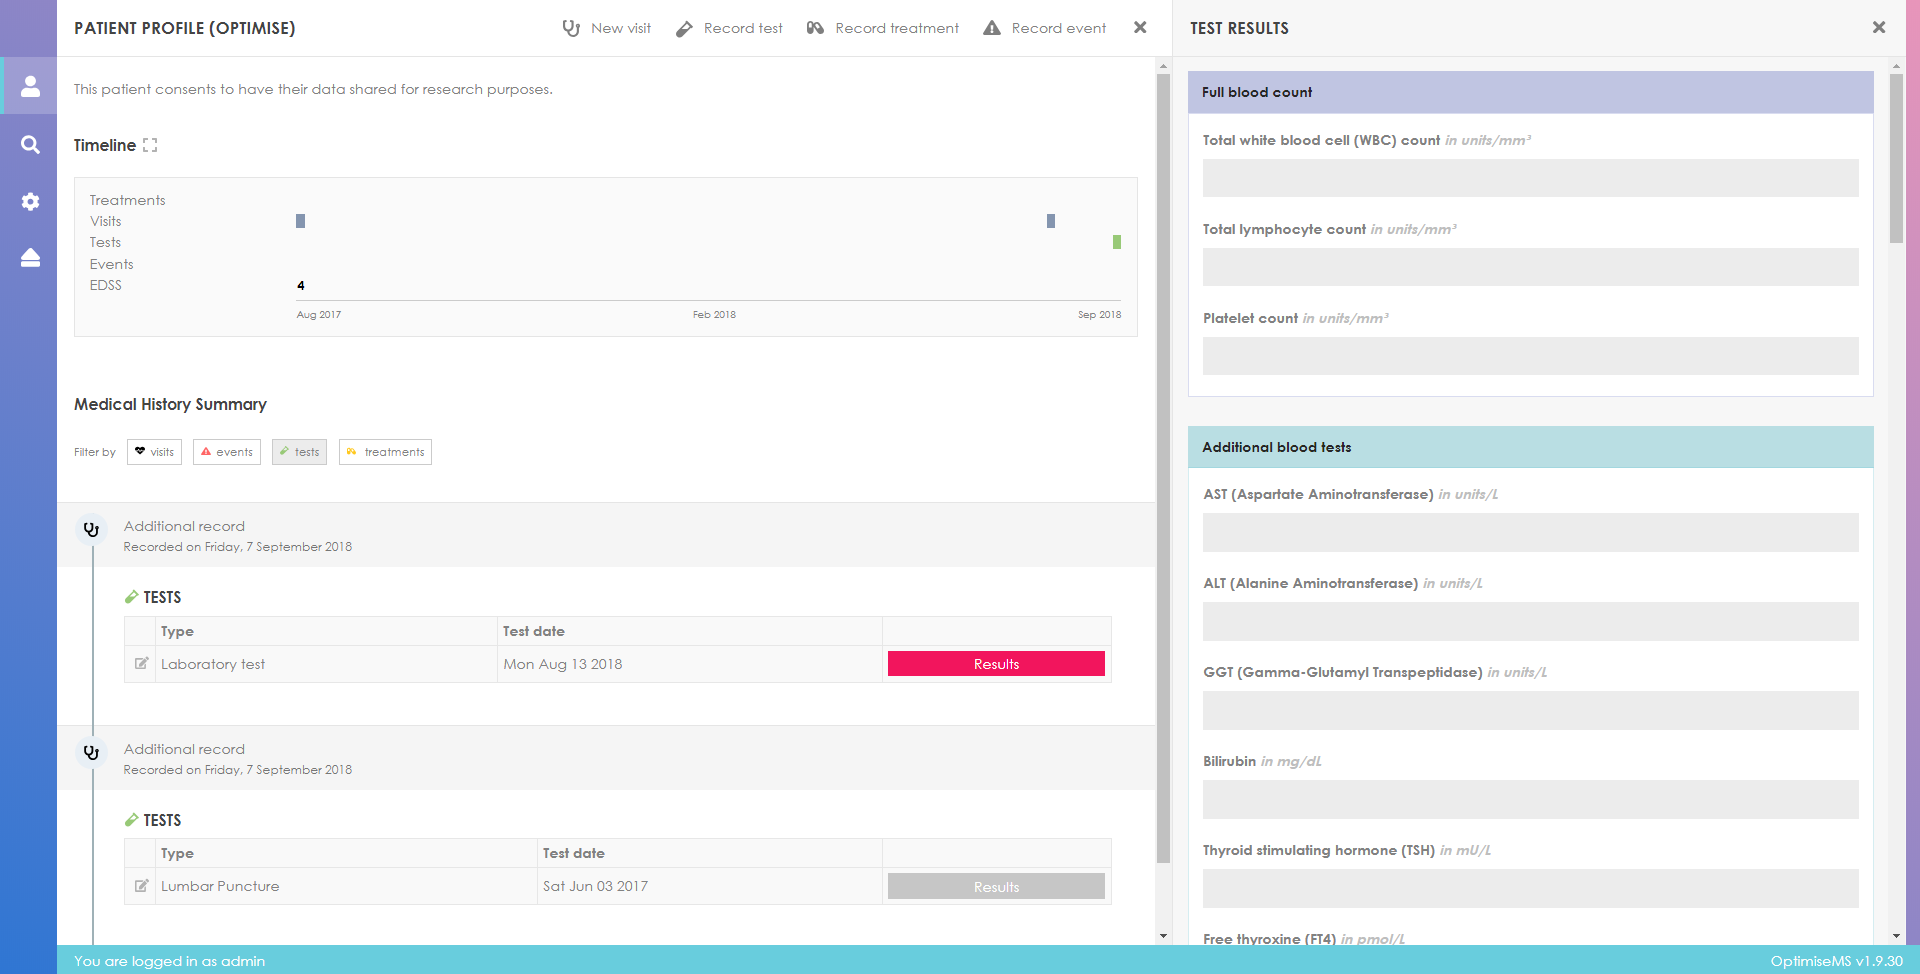 PATIENT PROFILE (OPTIMISE)
New visit
Record test
Record treatment
Record event
This patient consents to have their data shared for research purposes.
Timeline
Treatments
Visits
Tests
Events
EDSS
4
Aug 2017
Feb 2018
Sep 2018
Medical History Summary
Filter by
visits
events
tests
treatments
Additional record
Recorded on Friday, 7 September 2018
TESTS
Type
Test date
Laboratory test
Mon Aug 13 2018
Results
Additional record
Recorded on Friday, 7 September 2018
TESTS
Type
Test date
Lumbar Puncture
Sat Jun 03 2017
Results
TEST RESULTS
Full blood count
Total white blood cell (WBC) count in units/mm³
Total lymphocyte count in units/mm³
Platelet count in units/mm³
Additional blood tests
AST (Aspartate Aminotransferase) in units/L
ALT (Alanine Aminotransferase) in units/L
GGT (Gamma-Glutamyl Transpeptidase) in units/L
Bilirubin in mg/dL
Thyroid stimulating hormone (TSH) in mU/L
Free thyroxine (FT4) in pmol/L
You are logged in as admin
OptimiseMS v1.9.30